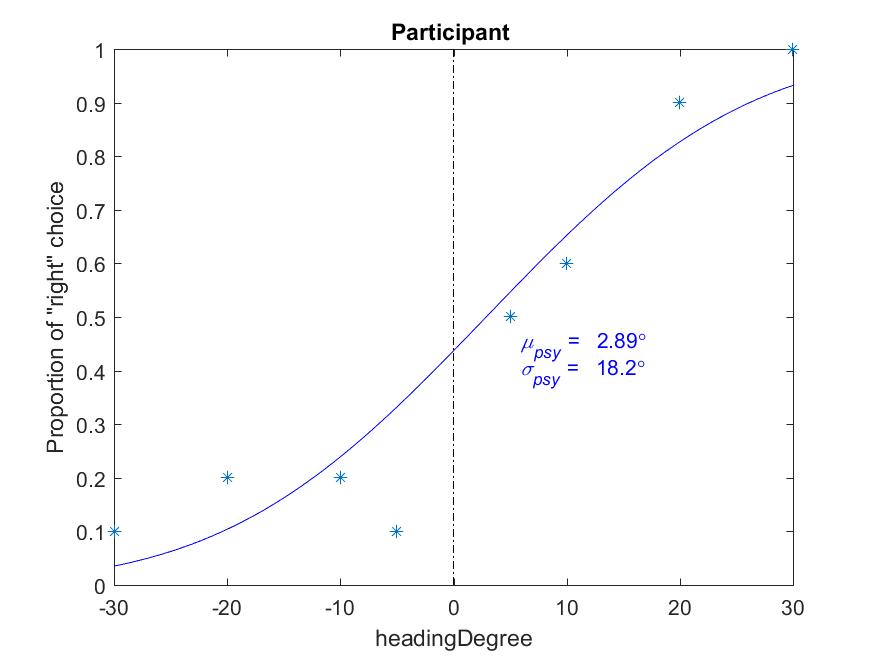 Participant
Proportion of "right" choice
1
0.9
0.8
0.7
0.6
0.5
0.4
0.3
0.2
0.1
0
μpsy = 2.89°
σpsy = 18.2°
-30 -20 -10 0 10 20 30
headingDegree